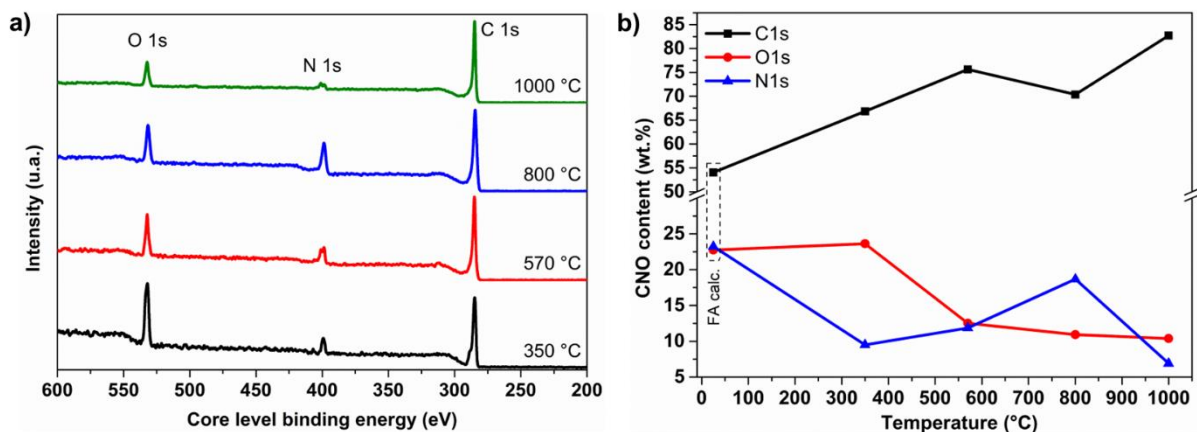 a)
O 1s
N 1s
C 1s
1000 °C
800 °C
570 °C
350 °C
Intensity (u.a.)
600 550 500 450 400 350 300 250 200
Core level binding energy (eV)
b)
C1s
O1s
N1s
85
80
75
70
65
60
55
50
25
20
15
10
5
CNO content (wt.%)
FA calc.
0 100 200 300 400 500 600 700 800 900 1000
Temperature (°C)